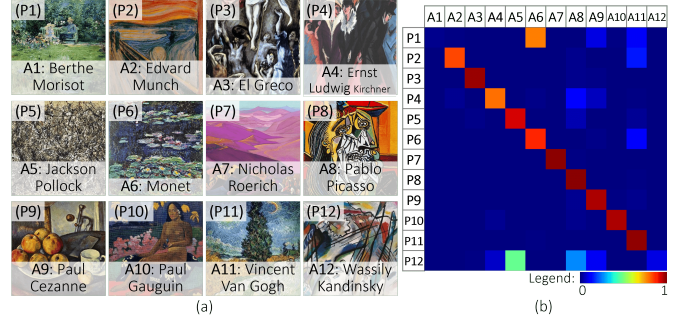 (P1)
A1: Berthe
Morisot
(P2)
A2: Edvard
Munch
(P3)
A3: El Greco
(P4)
A4: Ernst
Ludwig Kirchner
(P5)
A5: Jackson
Pollock
(P6)
A6: Monet
(P7)
A7: Nicholas
Roerich
(P8)
A8: Pablo
Picasso
(P9)
A9: Paul
Cezanne
(P10)
A10: Paul
Gauguin
(P11)
A11: Vincent
Van Gogh
(P12)
A12: Wassily
Kandinsky
(a)
A1 A2 A3 A4 A5 A6 A7 A8 A9 A10 A11 A12
P1
P2
P3
P4
P5
P6
P7
P8
P9
P10
P11
P12
Legend:
0 1
(b)